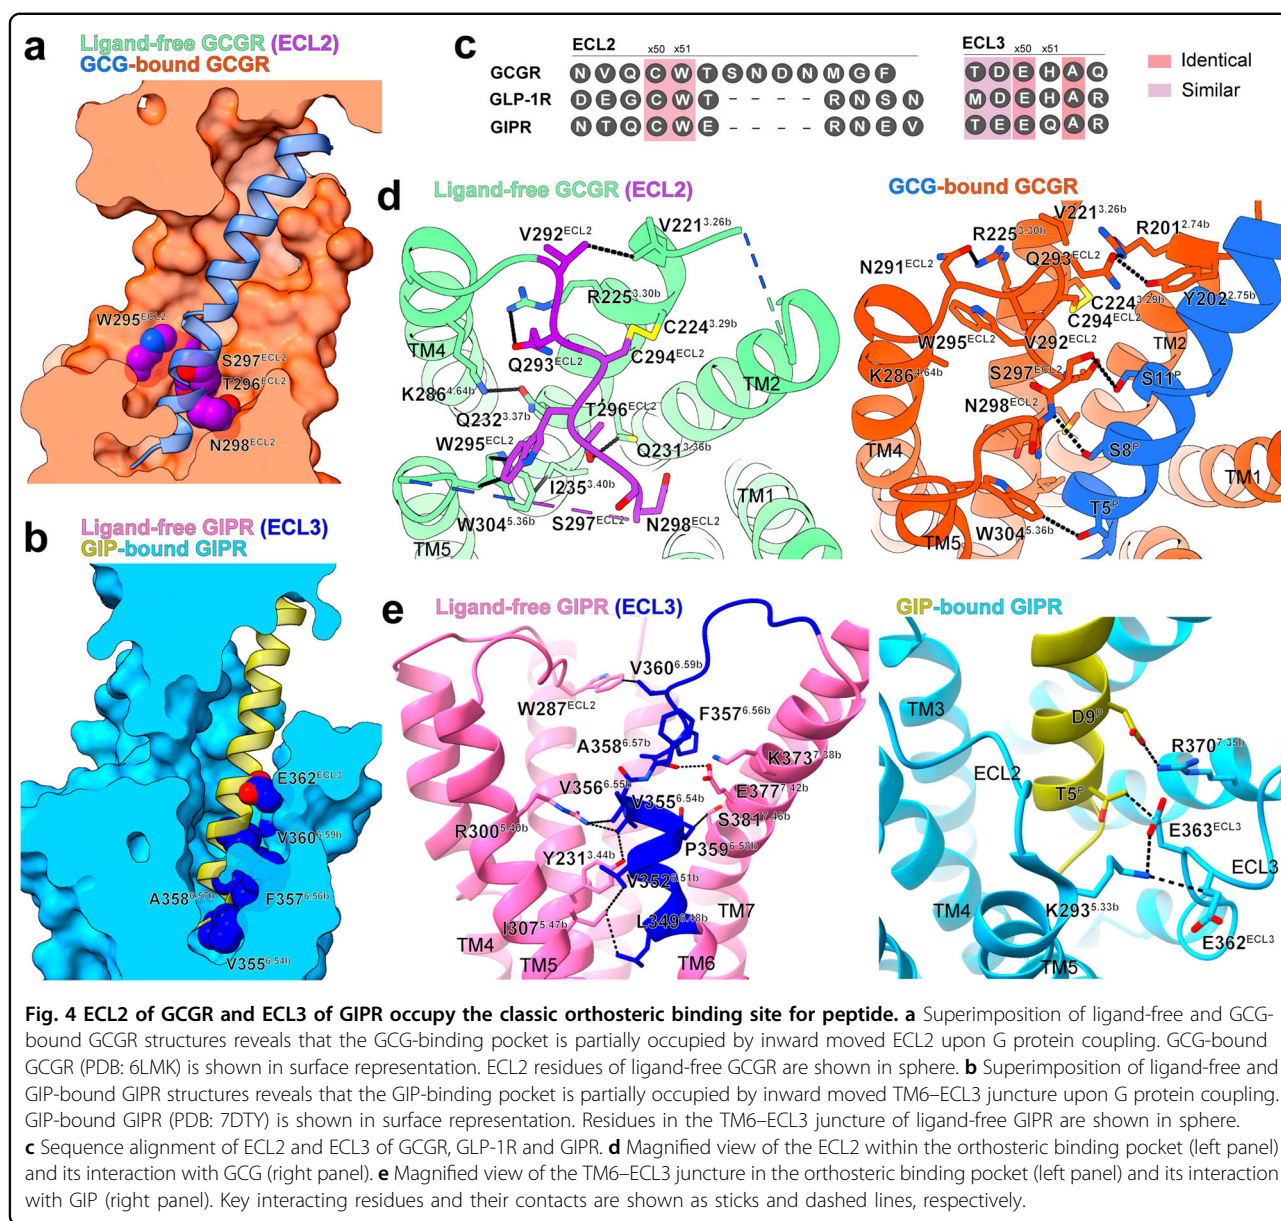 a
Ligand-free GCGR (ECL2)
GCG-bound GCGR
W295ECL2
S297ECL2
T296ECL2
N298ECL2
b
Ligand-free GIPR (ECL3)
GIP-bound GIPR
E362ECL3
V3606.59b
A3586.57b
F3576.56b
V3556.54b
c
ECL2
x50 x51
ECL3
x50 x51
GCGR N V Q C W T S N D N M G F T D E H A Q
GLP-1R D E G C W T - - - - R N S N M D E H A R
GIPR N T Q C W E - - - - R N E V T E E Q A R
Identical
Similar
d
Ligand-free GCGR (ECL2)
V292ECL2
V2213.26b
R2253.30b
C2243.29b
TM4
Q293ECL2
C294ECL2
K2864.64b
TM2
Q2323.37b
T296ECL2
W295ECL2
Q2313.36b
I2353.40b
TM1
W3045.36b
S297ECL2
N298ECL2
TM5
GCG-bound GCGR
V2213.26b
R2253.30b
R2012.74b
N291ECL2
Q293ECL2
Y2022.75b
C2243.29b
C294ECL2
W295ECL2
V292ECL2
TM2
K2864.64b
S297ECL2
S11P
N298ECL2
TM4
S8P
TM1
T5P
TM5
W3045.36b
e
Ligand-free GIPR (ECL3)
V3606.59b
W287ECL2
F3576.56b
A3586.57b
K3737.38b
V3566.55b
V3556.54b
E3777.42b
R3005.40b
S3817.46b
Y2313.44b
P3596.58b
V3526.51b
I3075.47b
L3496.48b
TM7
TM4
TM5
TM6
GIP-bound GIPR
TM3
D9P
R3707.35b
ECL2
T5P
E363ECL3
ECL3
K2935.33b
TM4
E362ECL3
TM5
Fig. 4 ECL2 of GCGR and ECL3 of GIPR occupy the classic orthosteric binding site for peptide. a Superimposition of ligand-free and GCG-
bound GCGR structures reveals that the GCG-binding pocket is partially occupied by inward moved ECL2 upon G protein coupling. GCG-bound
GCGR (PDB: 6LMK) is shown in surface representation. ECL2 residues of ligand-free GCGR are shown in sphere. b Superimposition of ligand-free and
GIP-bound GIPR structures reveals that the GIP-binding pocket is partially occupied by inward moved TM6–ECL3 juncture upon G protein coupling.
GIP-bound GIPR (PDB: 7DTY) is shown in surface representation. Residues in the TM6–ECL3 juncture of ligand-free GIPR are shown in sphere.
c Sequence alignment of ECL2 and ECL3 of GCGR, GLP-1R and GIPR. d Magnified view of the ECL2 within the orthosteric binding pocket (left panel)
and its interaction with GCG (right panel). e Magnified view of the TM6–ECL3 juncture in the orthosteric binding pocket (left panel) and its interaction
with GIP (right panel). Key interacting residues and their contacts are shown as sticks and dashed lines, respectively.